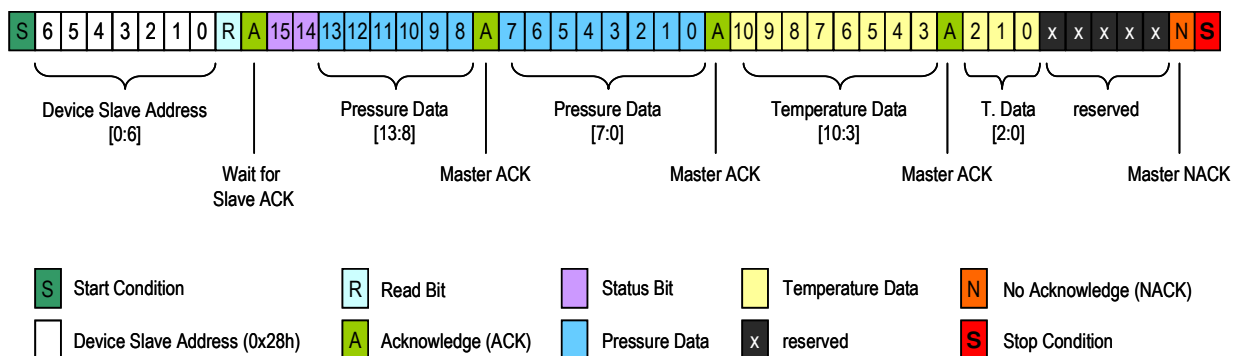 S 6 5 4 3 2 1 0 R A 15 14 13 12 11 10 9 8 A 7 6 5 4 3 2 1 0 A 10 9 8 7 6 5 4 3 A 2 1 0 x x x x x N S
Device Slave Address
[0:6]
Pressure Data
[13:8]
Pressure Data
[7:0]
Temperature Data
[10:3]
T. Data
[2:0]
reserved
Wait for
Slave ACK
Master ACK
Master ACK
Master ACK
Master NACK
S Start Condition
R Read Bit
Status Bit
Temperature Data
N No Acknowledge (NACK)
Device Slave Address (0x28h)
A Acknowledge (ACK)
Pressure Data
x reserved
S Stop Condition